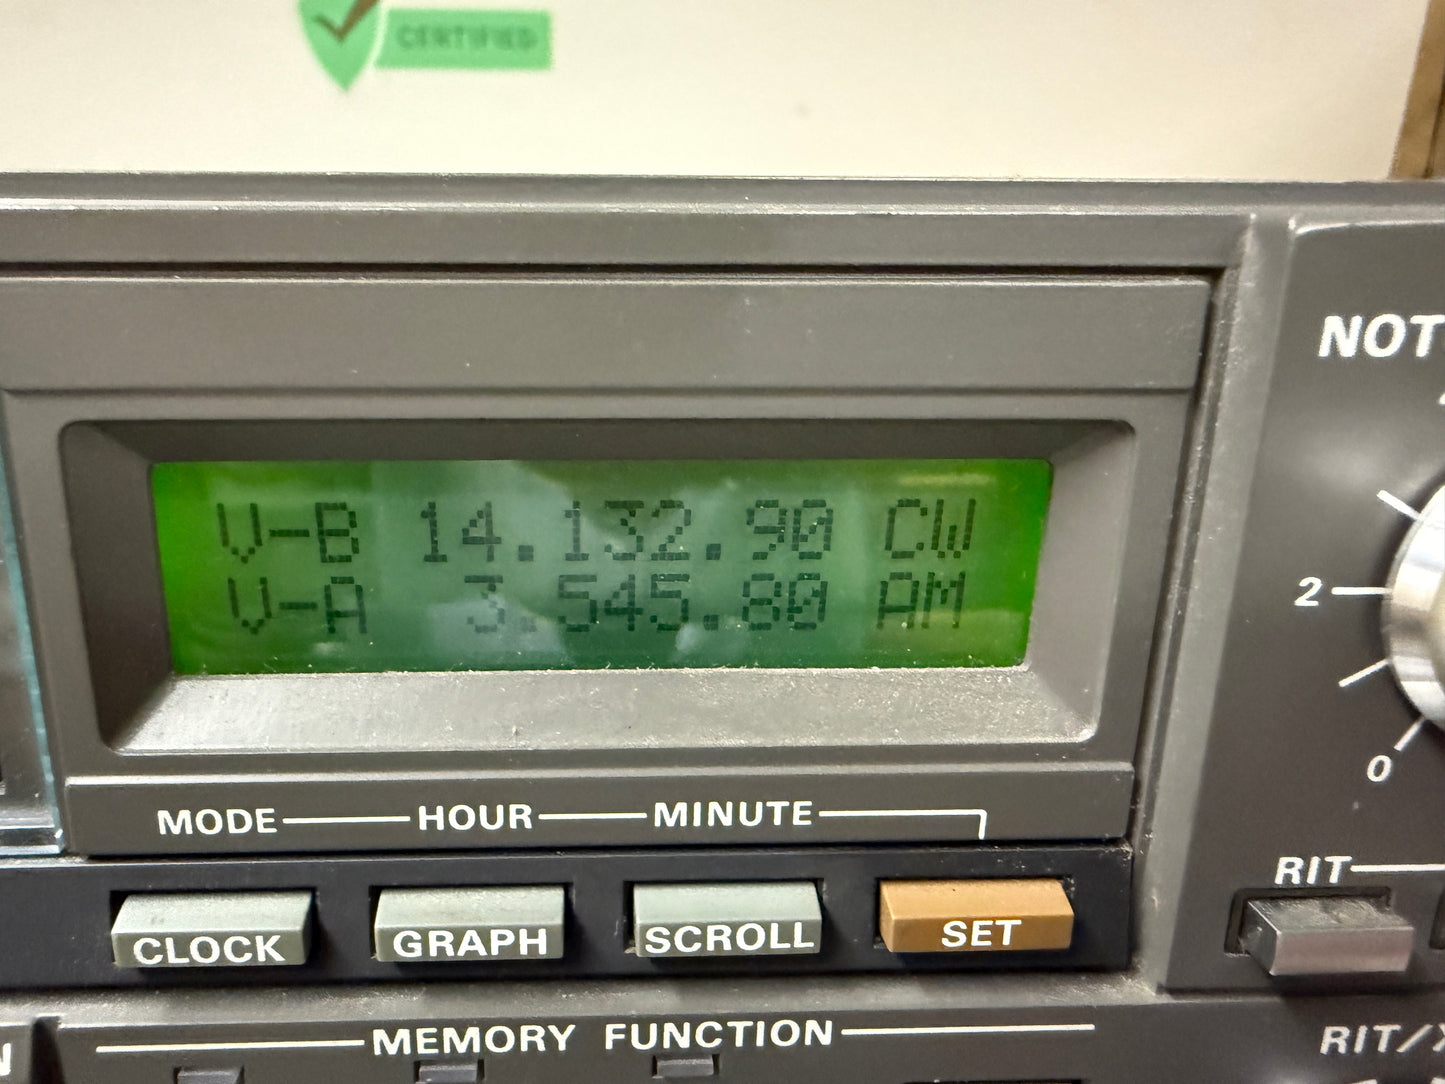 CERTIFIED
NOT
V-B 14.132.90 CW
V-A 3.545.80 AM
2
0
MODE HOUR MINUTE
RIT
CLOCK GRAPH SCROLL SET
MEMORY FUNCTION
RIT/
N